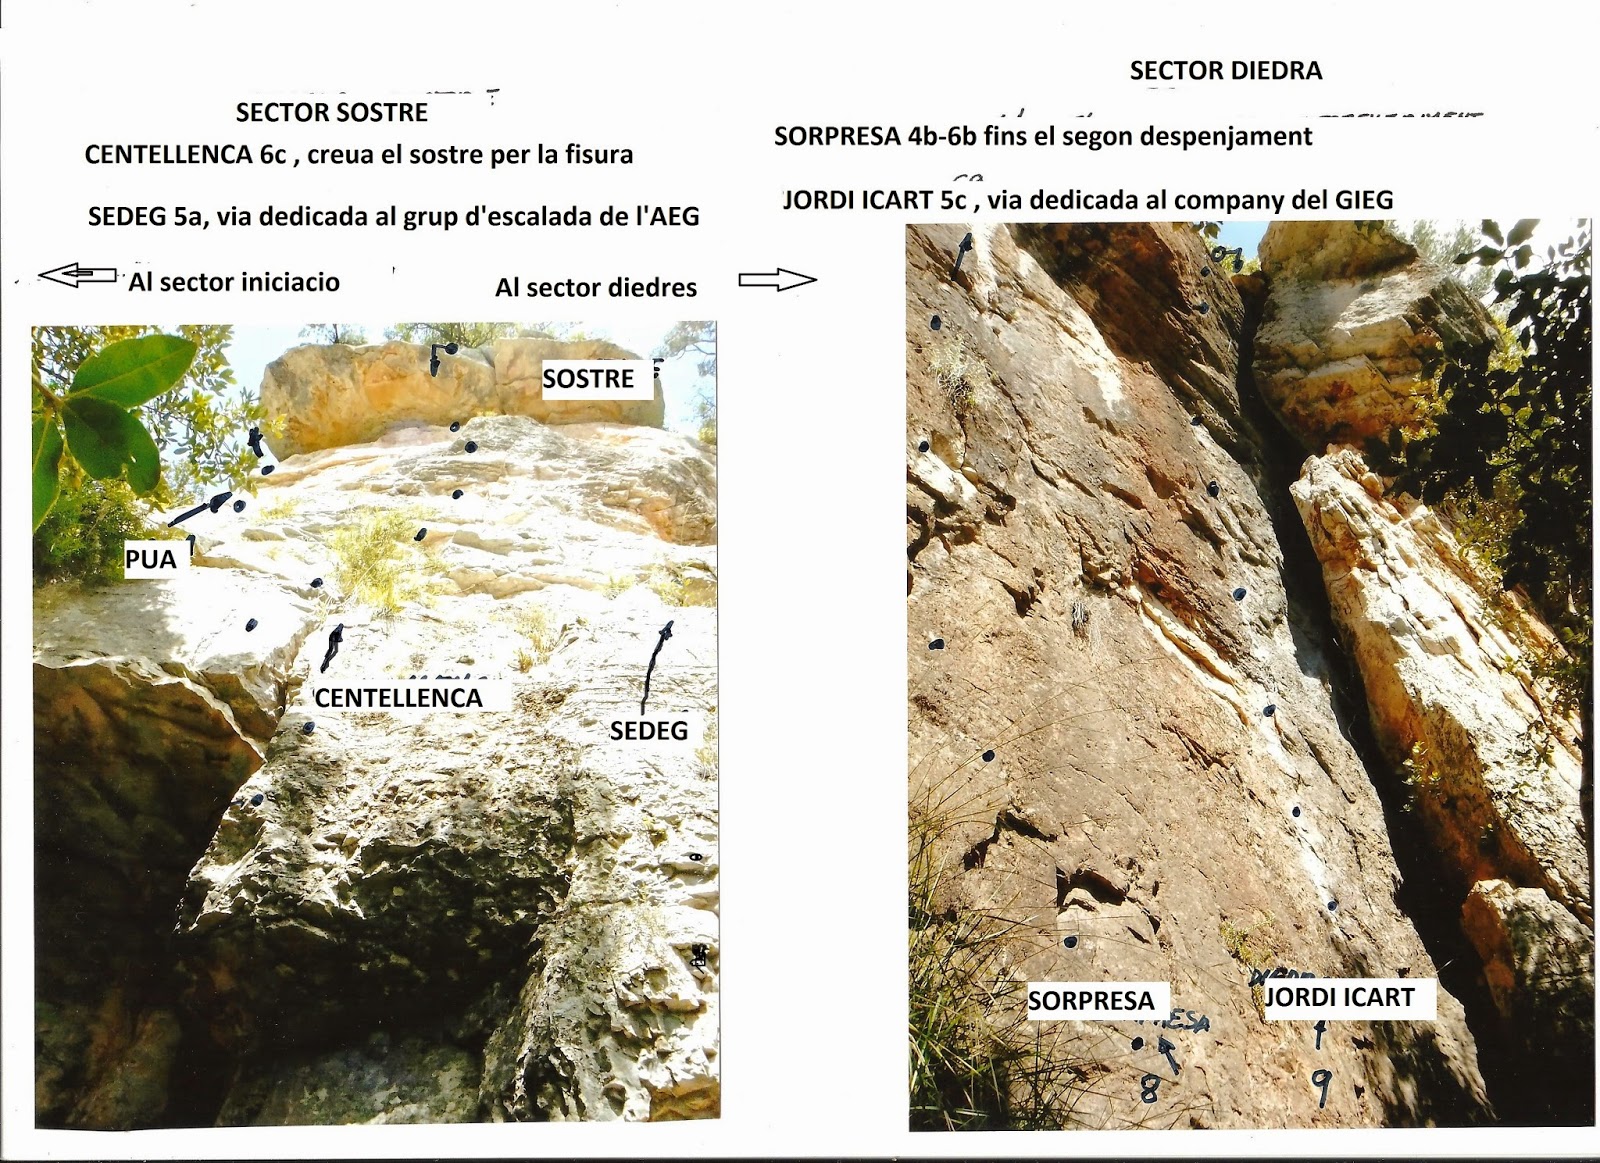 SECTOR SOSTRE
CENTELLENCA 6c , creua el sostre per la fisura
SEDEG 5a, via dedicada al grup d'escalada de l'AEG
Al sector iniciacio
Al sector diedres
SOSTRE
PUA
CENTELLENCA
SEDEG
SECTOR DIEDRA
SORPRESA 4b-6b fins el segon despenjament
JORDI ICART 5c , via dedicada al company del GIEG
SORPRESA
JORDI ICART
8
9